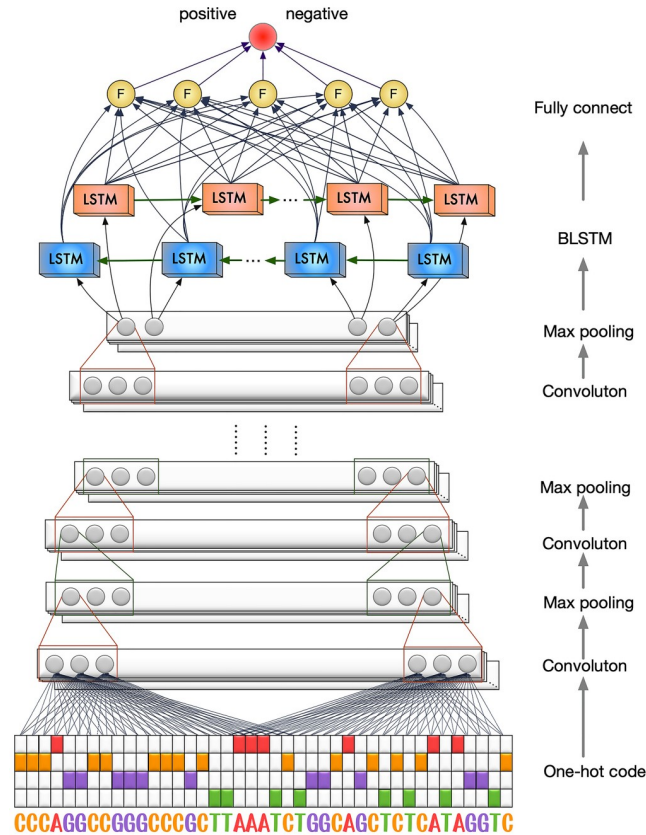 positive negative
F F F F F
Fully connect
LSTM LSTM ... LSTM LSTM
BLSTM
LSTM LSTM ... LSTM LSTM
Max pooling
Convoluton
Max pooling
Convoluton
Max pooling
Convoluton
One-hot code
CCCAGGCCGGGCCCGCTTAAATCTGGCAGCTCTCATAGGTC